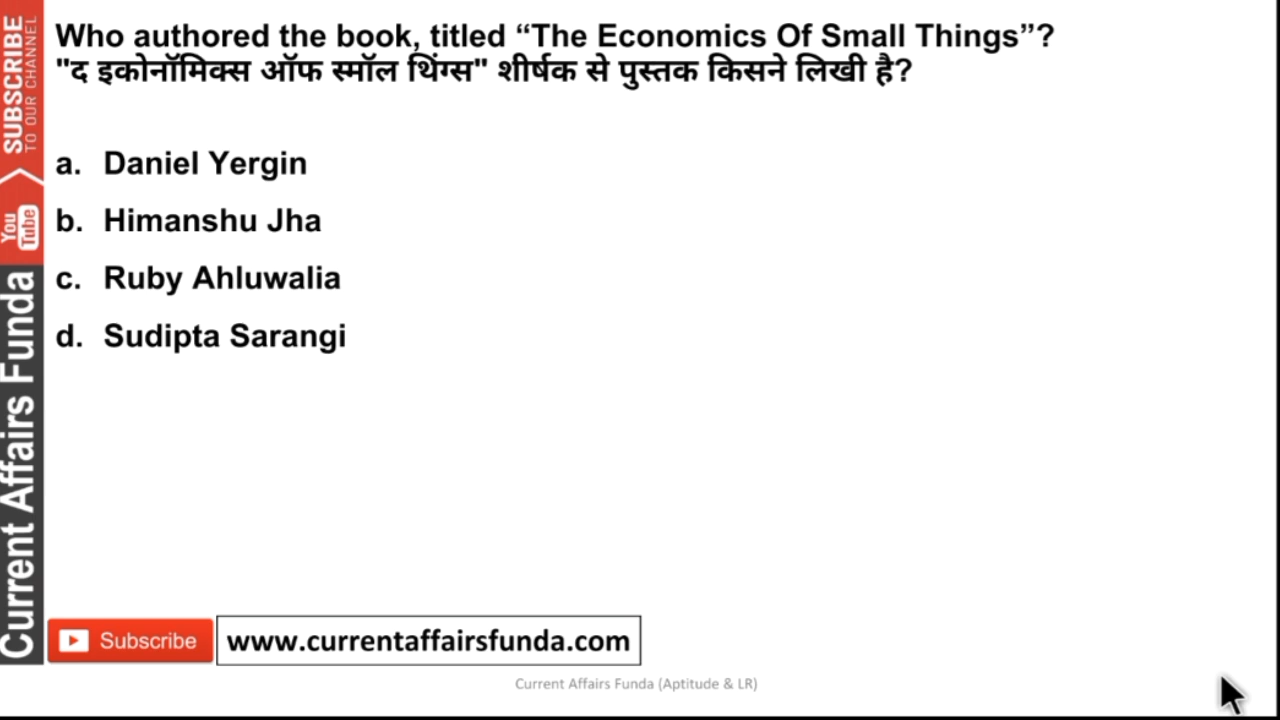 Who authored the book, titled “The Economics Of Small Things”?
"द इकोनॉमिक्स ऑफ स्मॉल थिंग्स" शीर्षक से पुस्तक किसने लिखी है?
a. Daniel Yergin
b. Himanshu Jha
c. Ruby Ahluwalia
d. Sudipta Sarangi
SUBSCRIBE
TO OUR CHANNEL
You
Tube
Current Affairs Funda
Subscribe
www.currentaffairsfunda.com
Current Affairs Funda (Aptitude & LR)